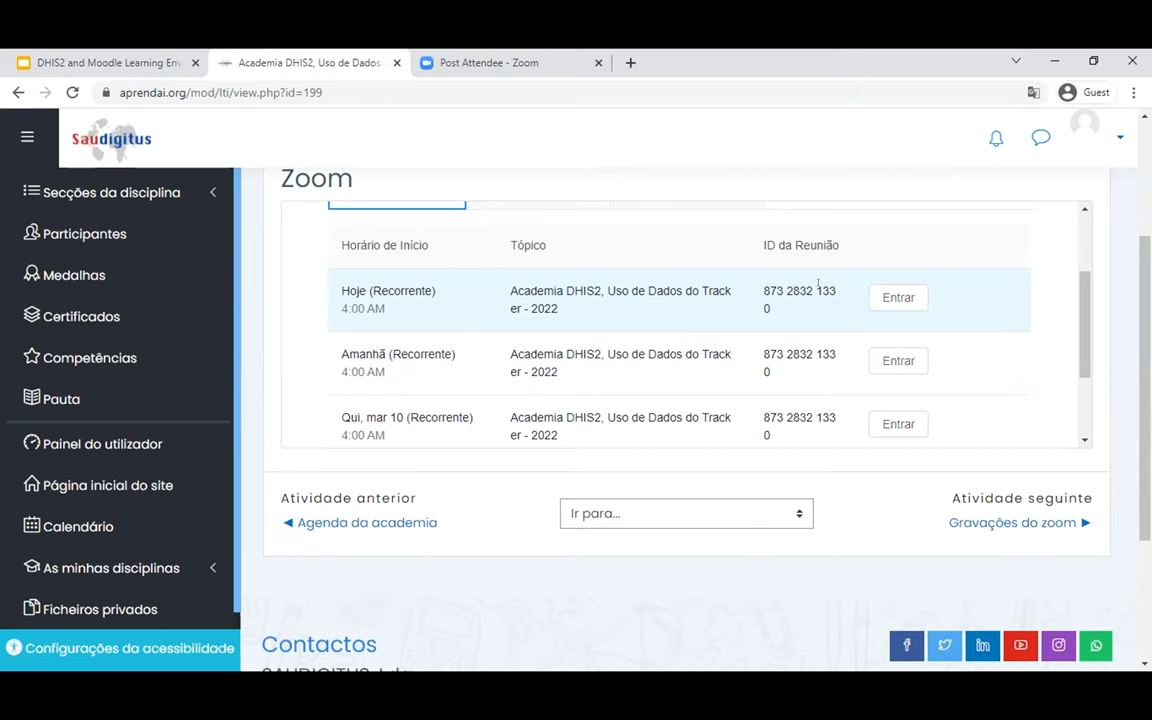 DHIS2 and Moodle Learning En
Academia DHIS2, Uso de Dados
Post Attendee - Zoom
aprendai.org/mod/lti/view.php?id=199
Guest
Saudigitus
Secções da disciplina
Participantes
Medalhas
Certificados
Competências
Pauta
Painel do utilizador
Página inicial do site
Calendário
As minhas disciplinas
Ficheiros privados
Configurações da acessibilidade
Zoom
Horário de Início Tópico ID da Reunião
Hoje (Recorrente) Academia DHIS2, Uso de Dados do Track 873 2832 133 Entrar
4:00 AM er - 2022 0
Amanhã (Recorrente) Academia DHIS2, Uso de Dados do Track 873 2832 133 Entrar
4:00 AM er - 2022 0
Qui, mar 10 (Recorrente) Academia DHIS2, Uso de Dados do Track 873 2832 133 Entrar
4:00 AM er - 2022 0
Atividade anterior
◄ Agenda da academia
Ir para...
Atividade seguinte
Gravações do zoom ►
Contactos